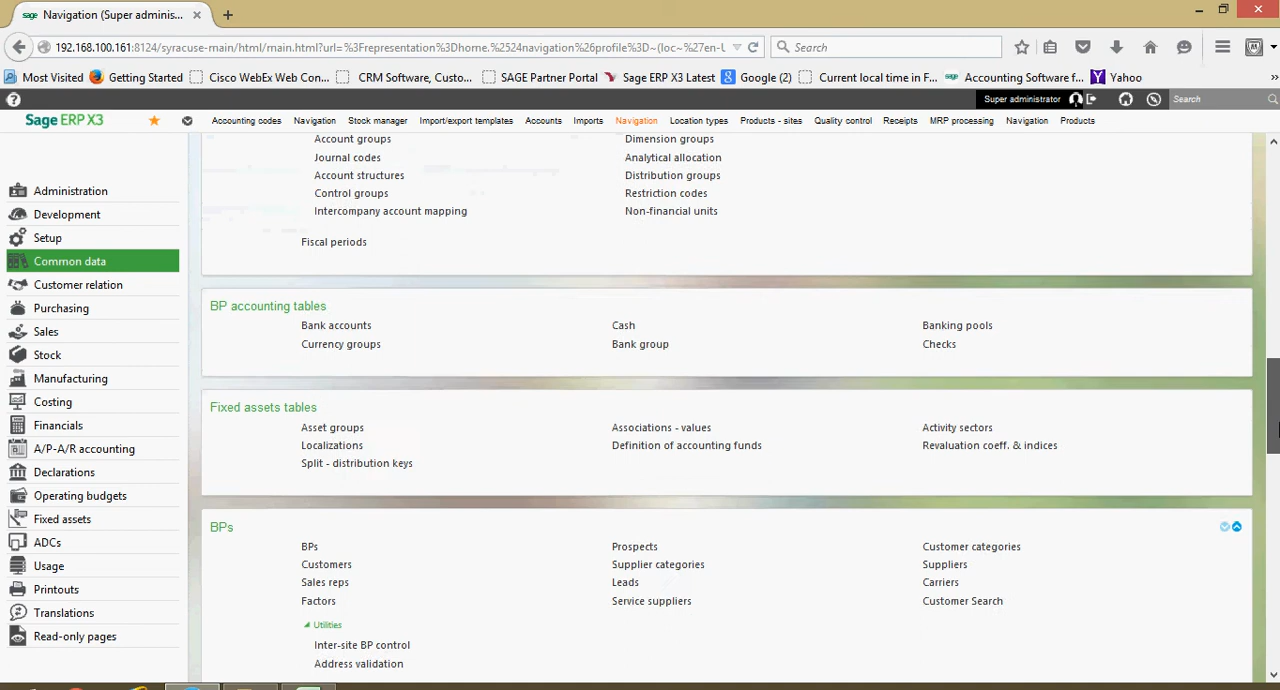 sage Navigation (Super adminis... × +
192.168.100.161:8124/syracuse-main/html/main.html?url=%3Frepresentation%3Dhome.%2524navigation%26profile%3D~(loc~%27en-U
Search
Most Visited Getting Started Cisco WebEx Web Con... CRM Software, Custo... SAGE Partner Portal Sage ERP X3 Latest Google (2) Current local time in F... Accounting Software f... Yahoo »
? Super administrator Search
Sage ERP X3 Accounting codes Navigation Stock manager Import/export templates Accounts Imports Navigation Location types Products - sites Quality control Receipts MRP processing Navigation Products
Administration
Development
Setup
Common data
Customer relation
Purchasing
Sales
Stock
Manufacturing
Costing
Financials
A/P-A/R accounting
Declarations
Operating budgets
Fixed assets
ADCs
Usage
Printouts
Translations
Read-only pages
Account groups Dimension groups
Journal codes Analytical allocation
Account structures Distribution groups
Control groups Restriction codes
Intercompany account mapping Non-financial units
Fiscal periods
BP accounting tables
Bank accounts Cash Banking pools
Currency groups Bank group Checks
Fixed assets tables
Asset groups Associations - values Activity sectors
Localizations Definition of accounting funds Revaluation coeff. & indices
Split - distribution keys
BPs
BPs Prospects Customer categories
Customers Supplier categories Suppliers
Sales reps Leads Carriers
Factors Service suppliers Customer Search
Utilities
Inter-site BP control
Address validation